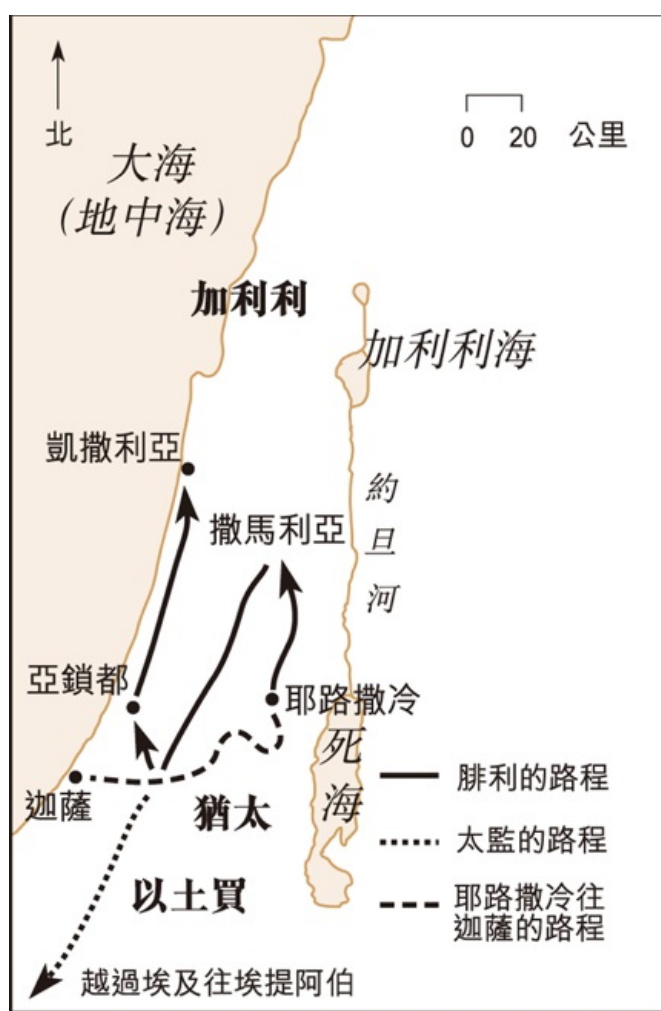 北
0 20 公里
大海
(地中海)
加利利
加利利海
凱撒利亞
約旦河
撒馬利亞
亞鎖都
耶路撒冷
死海
迦薩
腓利的路程
猶太
太監的路程
以土買
耶路撒冷往
迦薩的路程
越過埃及往埃提阿伯